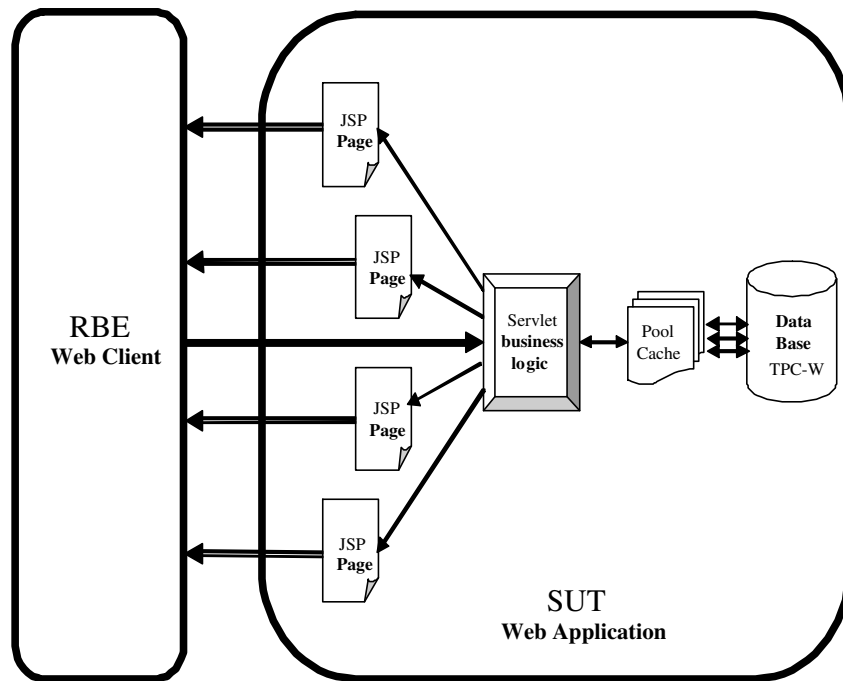 JSP
Page
JSP
Page
RBE
Web Client
Servlet
business
logic
Pool
Cache
Data
Base
TPC-W
JSP
Page
JSP
Page
SUT
Web Application